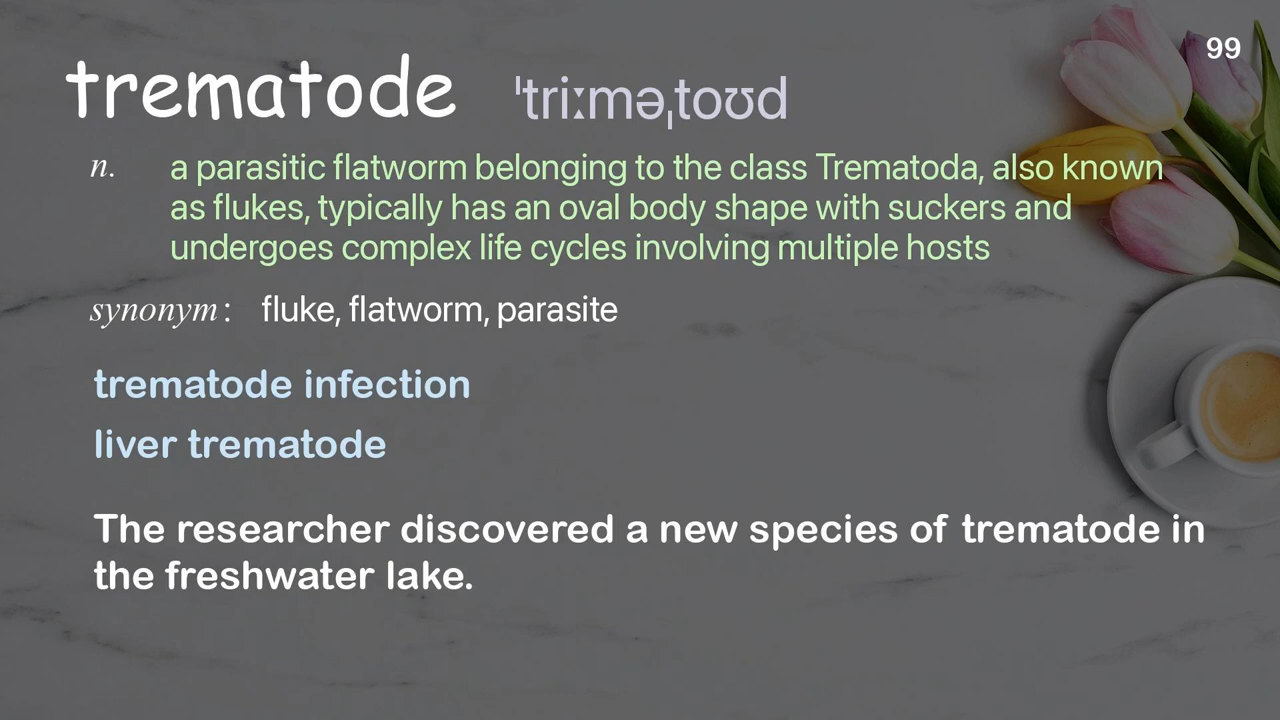 99
trematode ˈtriːməˌtoʊd
n. a parasitic flatworm belonging to the class Trematoda, also known
as flukes, typically has an oval body shape with suckers and
undergoes complex life cycles involving multiple hosts
synonym: fluke, flatworm, parasite
trematode infection
liver trematode
The researcher discovered a new species of trematode in
the freshwater lake.